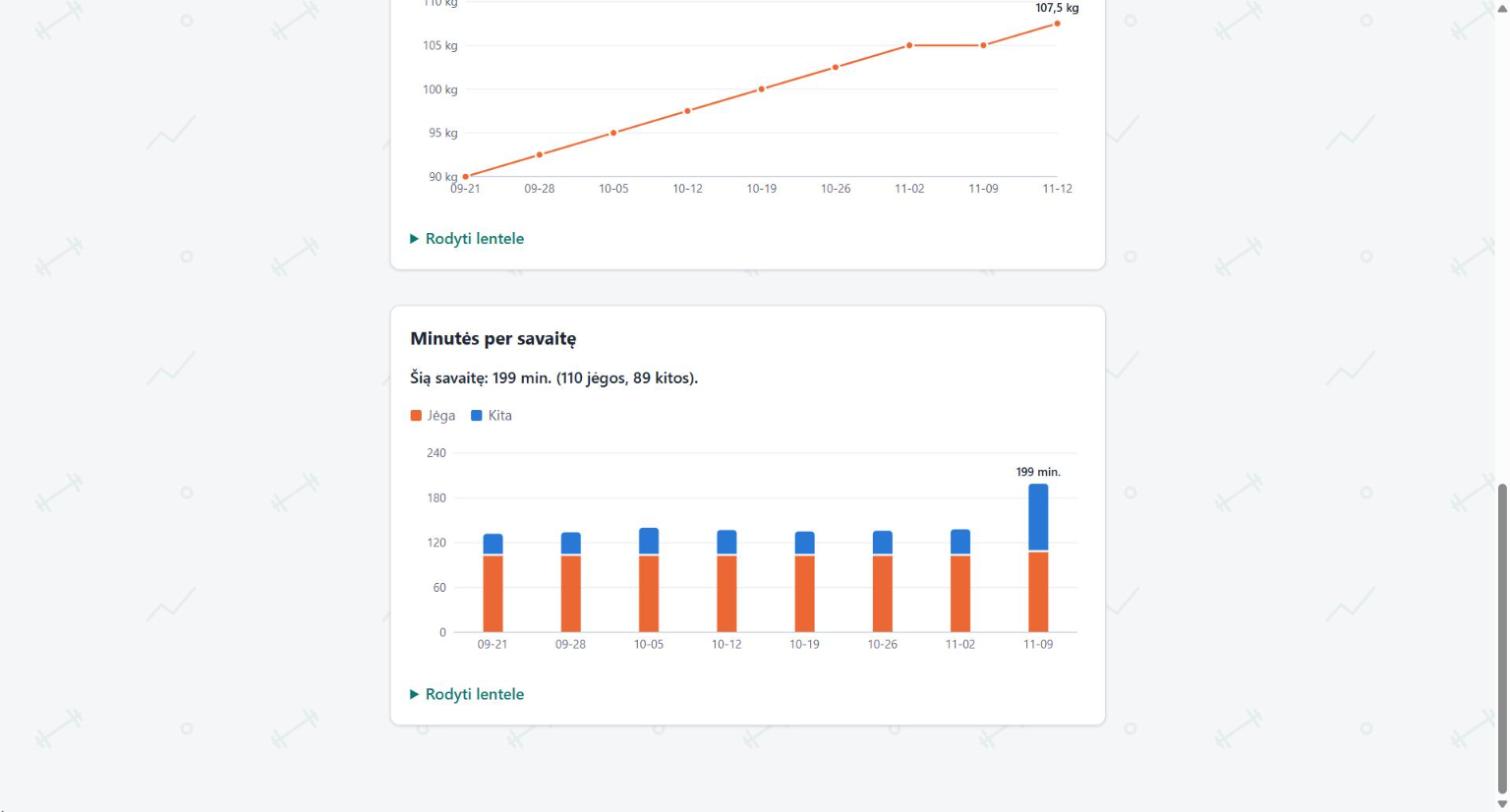 107,5 kg
110 kg
105 kg
100 kg
95 kg
90 kg
09-21 09-28 10-05 10-12 10-19 10-26 11-02 11-09 11-12
Rodyti lentele
Minutės per savaitę
Šią savaitę: 199 min. (110 jėgos, 89 kitos).
Jėga Kita
240
199 min.
180
120
60
0
09-21 09-28 10-05 10-12 10-19 10-26 11-02 11-09
Rodyti lentele